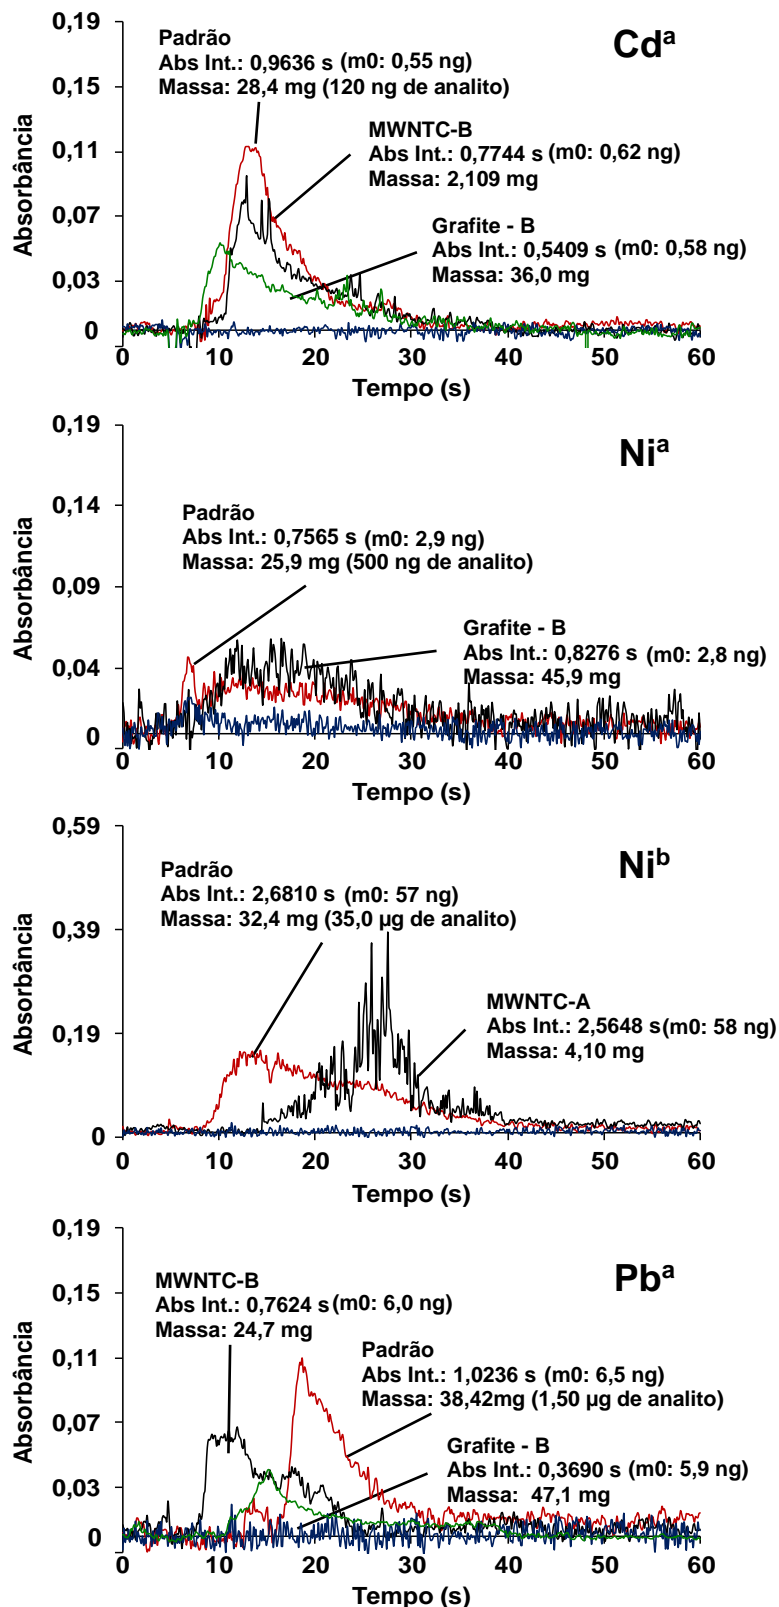 0,19
0,15
0,11
0,07
0,03
0
Absorbância
Cdᵃ
Padrão
Abs Int.: 0,9636 s (m0: 0,55 ng)
Massa: 28,4 mg (120 ng de analito)
MWNTC-B
Abs Int.: 0,7744 s (m0: 0,62 ng)
Massa: 2,109 mg
Grafite - B
Abs Int.: 0,5409 s (m0: 0,58 ng)
Massa: 36,0 mg
0 10 20 30 40 50 60
Tempo (s)
0,19
0,14
0,09
0,04
0
Absorbância
Niᵃ
Padrão
Abs Int.: 0,7565 s (m0: 2,9 ng)
Massa: 25,9 mg (500 ng de analito)
Grafite - B
Abs Int.: 0,8276 s (m0: 2,8 ng)
Massa: 45,9 mg
0 10 20 30 40 50 60
Tempo (s)
0,59
0,39
0,19
0
Absorbância
Niᵇ
Padrão
Abs Int.: 2,6810 s (m0: 57 ng)
Massa: 32,4 mg (35,0 µg de analito)
MWNTC-A
Abs Int.: 2,5648 s (m0: 58 ng)
Massa: 4,10 mg
0 10 20 30 40 50 60
Tempo (s)
0,19
0,15
0,11
0,07
0,03
0
Absorbância
Pbᵃ
MWNTC-B
Abs Int.: 0,7624 s (m0: 6,0 ng)
Massa: 24,7 mg
Padrão
Abs Int.: 1,0236 s (m0: 6,5 ng)
Massa: 38,42mg (1,50 µg de analito)
Grafite - B
Abs Int.: 0,3690 s (m0: 5,9 ng)
Massa: 47,1 mg
0 10 20 30 40 50 60
Tempo (s)